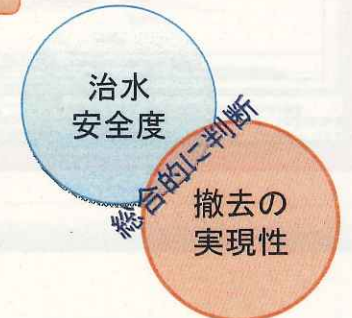 治水
安全度
総合的に判断
撤去の
実現性